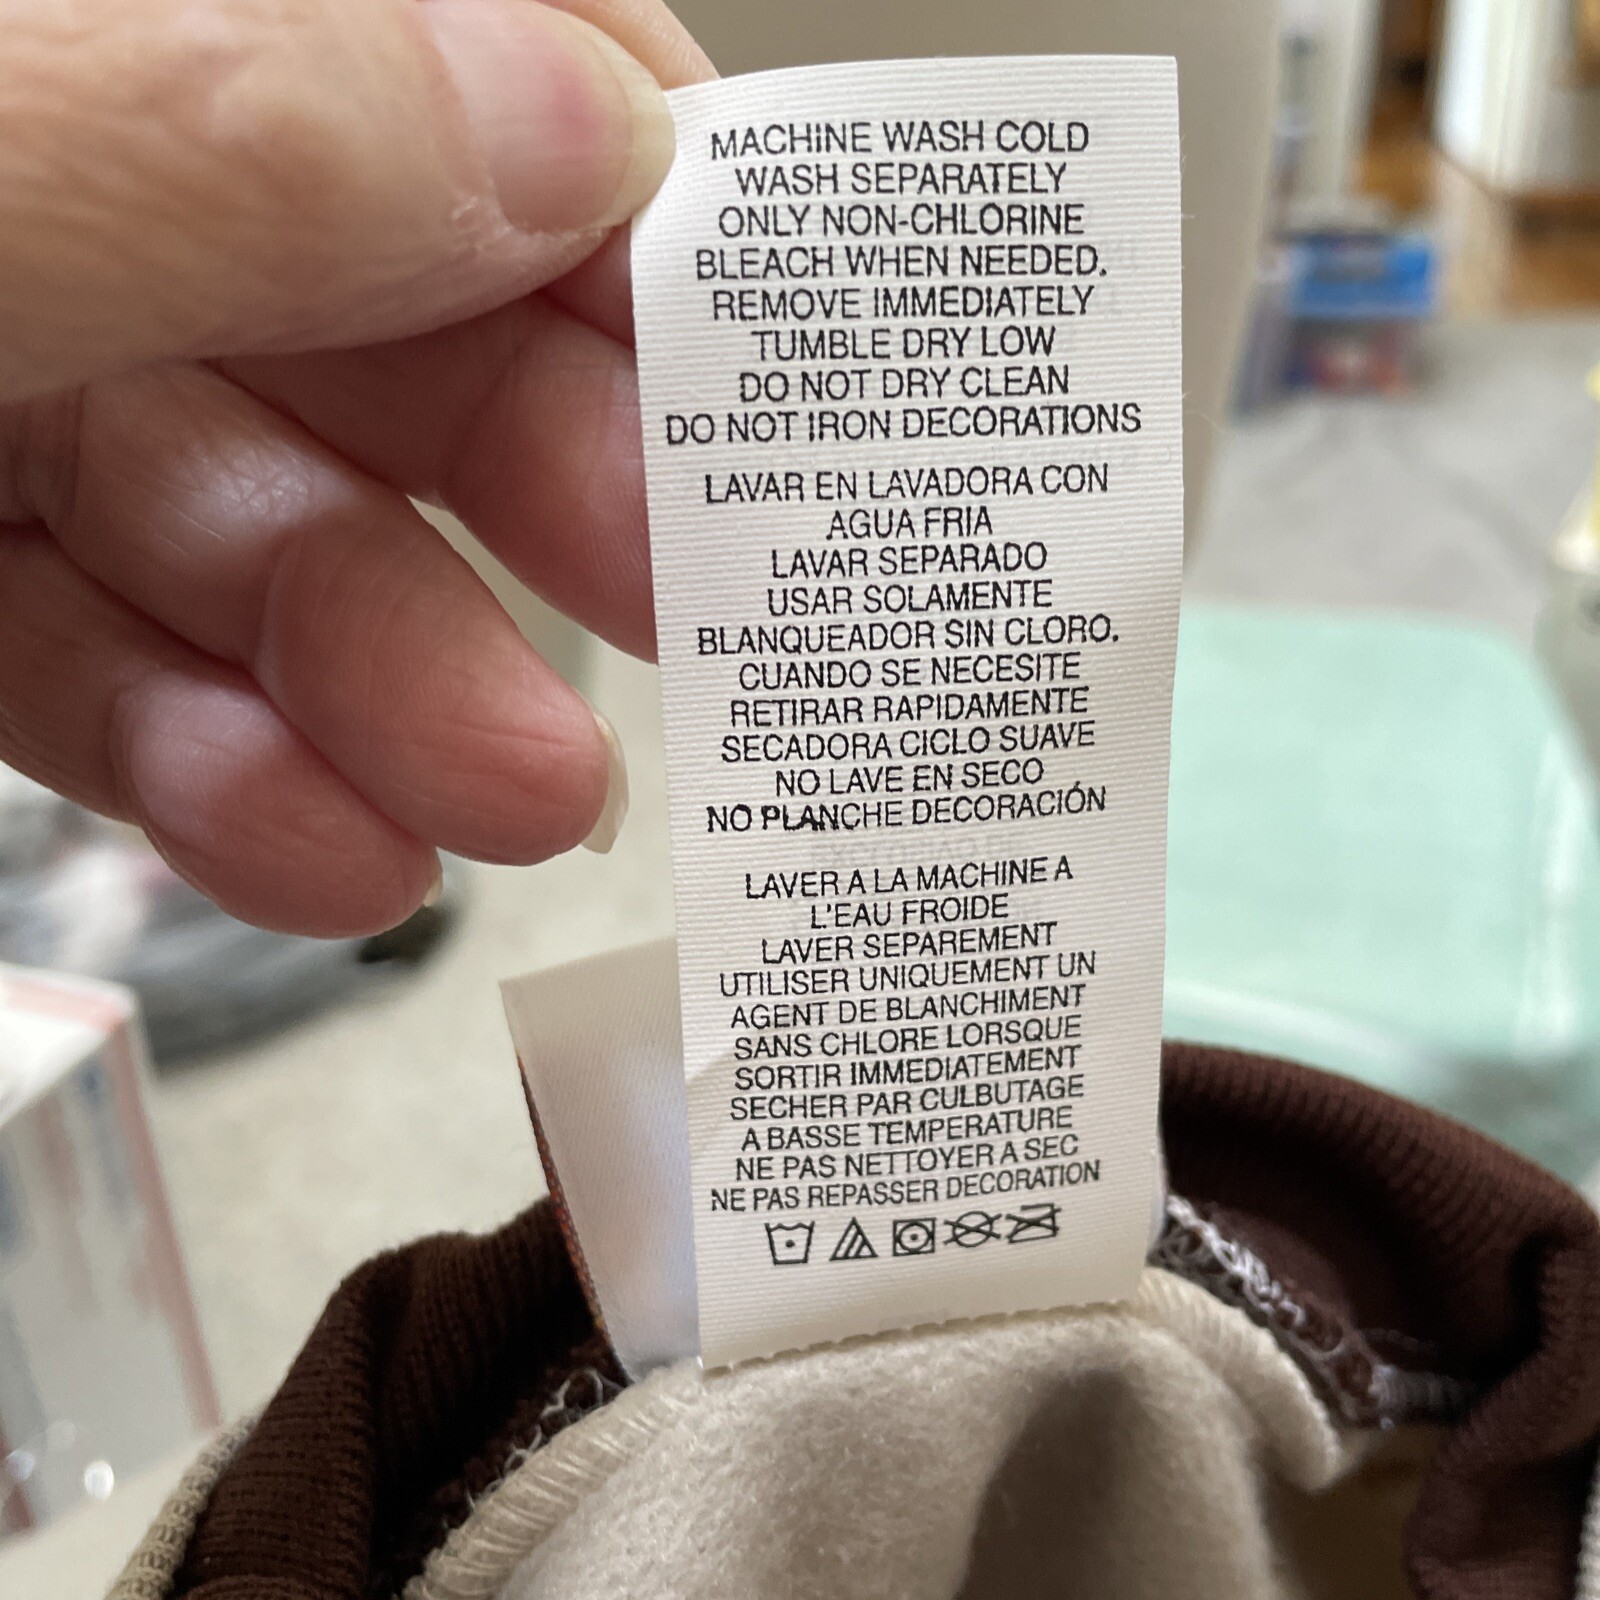 MACHINE WASH COLD
WASH SEPARATELY
ONLY NON-CHLORINE
BLEACH WHEN NEEDED.
REMOVE IMMEDIATELY
TUMBLE DRY LOW
DO NOT DRY CLEAN
DO NOT IRON DECORATIONS
LAVAR EN LAVADORA CON
AGUA FRIA
LAVAR SEPARADO
USAR SOLAMENTE
BLANQUEADOR SIN CLORO.
CUANDO SE NECESITE
RETIRAR RAPIDAMENTE
SECADORA CICLO SUAVE
NO LAVE EN SECO
NO PLANCHE DECORACIÓN
LAVER A LA MACHINE A
L'EAU FROIDE
LAVER SEPAREMENT
UTILISER UNIQUEMENT UN
AGENT DE BLANCHIMENT
SANS CHLORE LORSQUE
SORTIR IMMEDIATEMENT
SECHER PAR CULBUTAGE
A BASSE TEMPERATURE
NE PAS NETTOYER A SEC
NE PAS REPASSER DECORATION